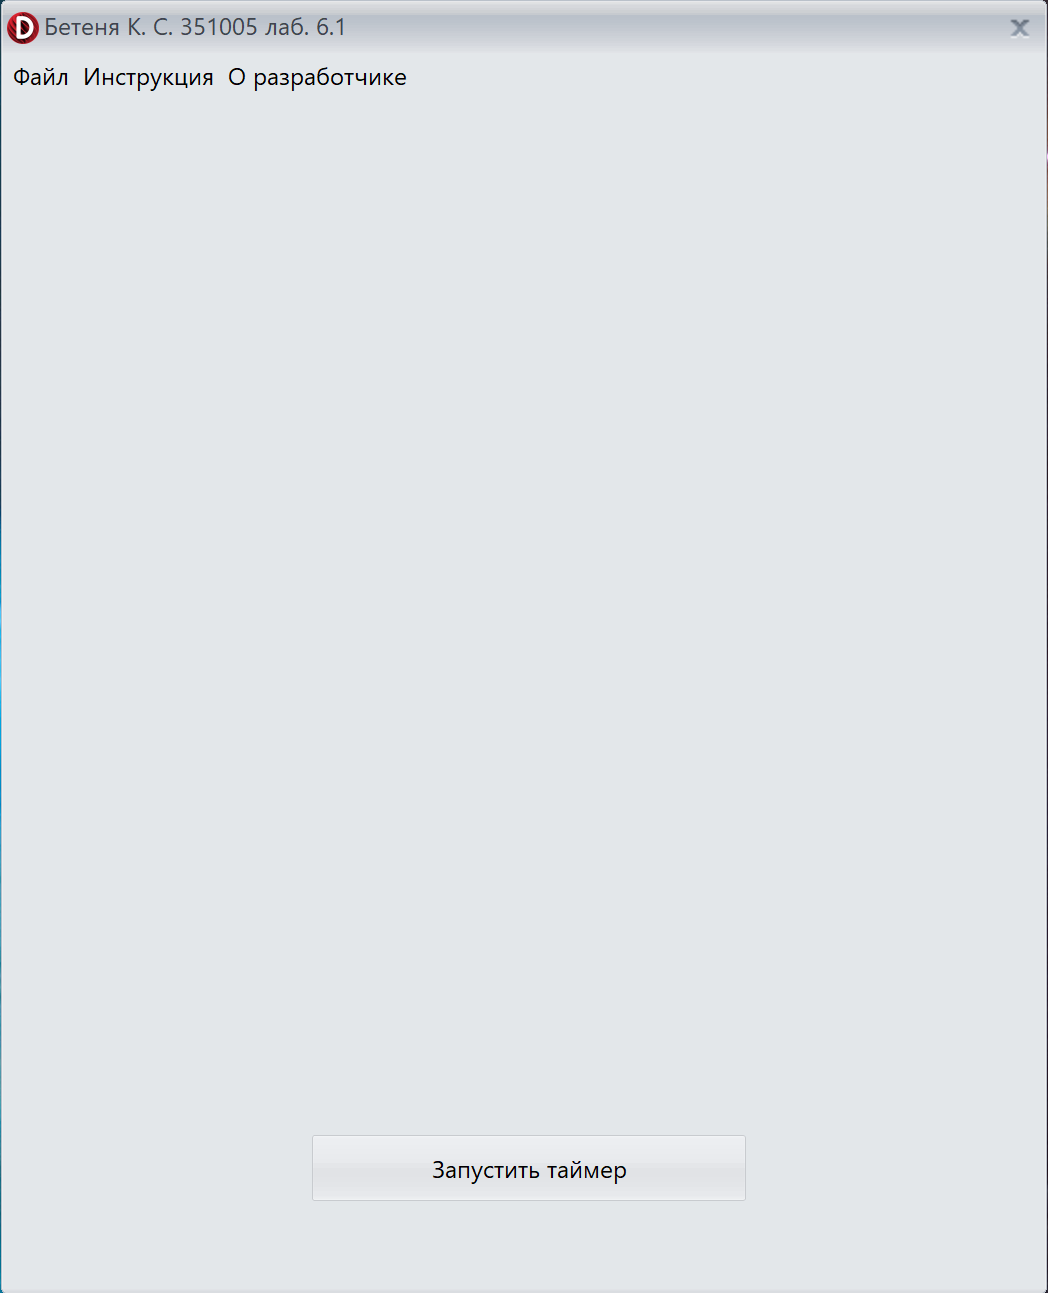 Бетеня К. С. 351005 лаб. 6.1
Файл Инструкция О разработчике
Запустить таймер